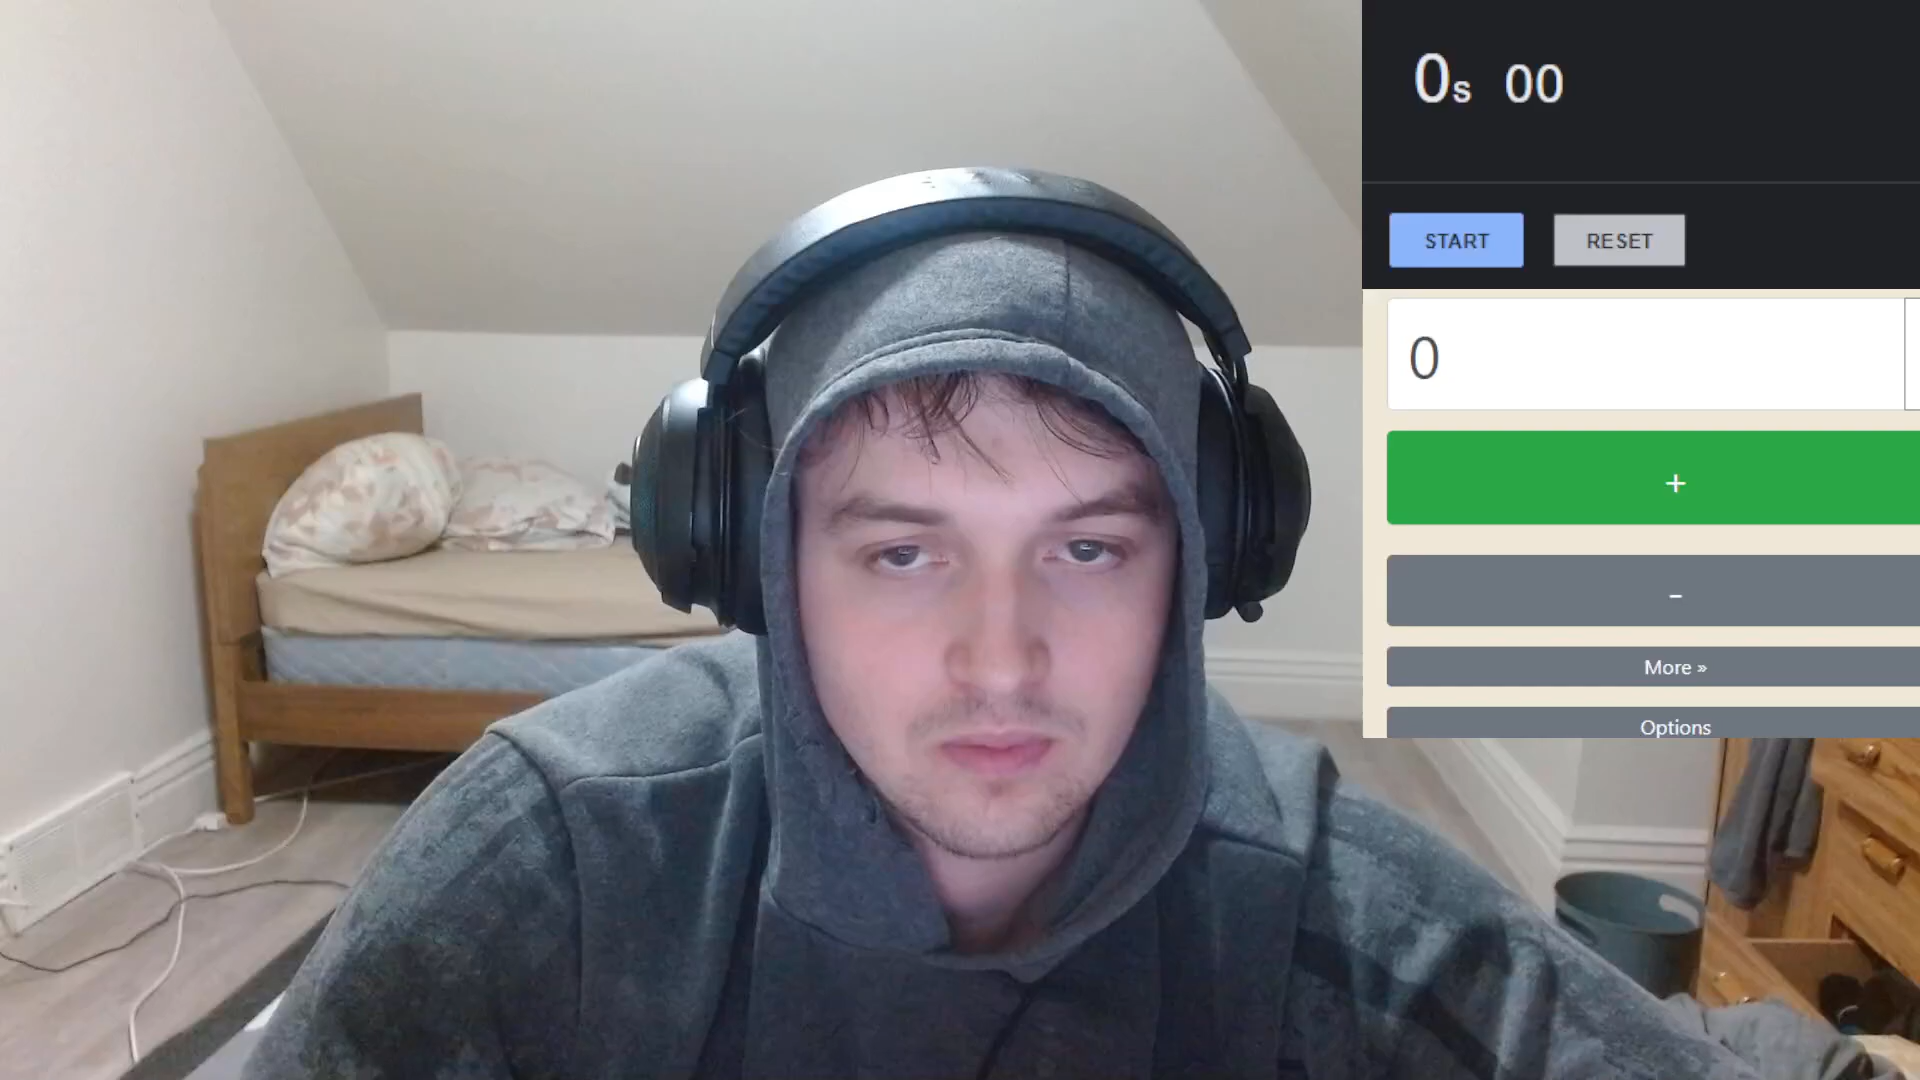 0s 00
START RESET
0
+
-
More »
Options